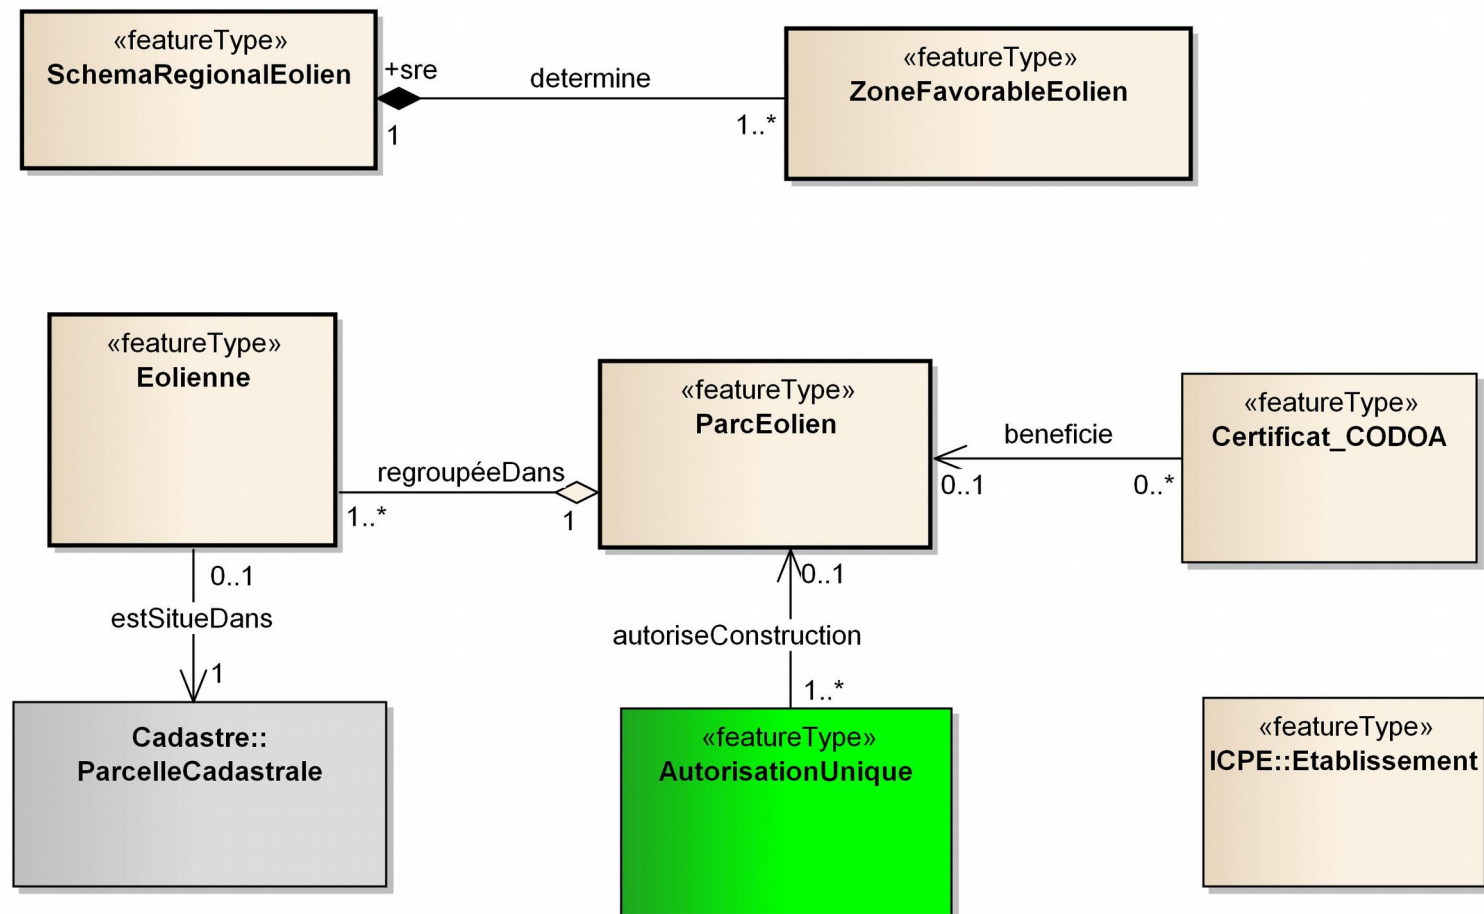 «featureType»
SchemaRegionalEolien
+sre
1
determine
1..*
«featureType»
ZoneFavorableEolien
«featureType»
Eolienne
regroupéeDans
1..*
1
«featureType»
ParcEolien
beneficie
0..1
0..*
«featureType»
Certificat_CODOA
0..1
estSitueDans
1
0..1
autoriseConstruction
1..*
Cadastre::
ParcelleCadastrale
«featureType»
AutorisationUnique
«featureType»
ICPE::Etablissement